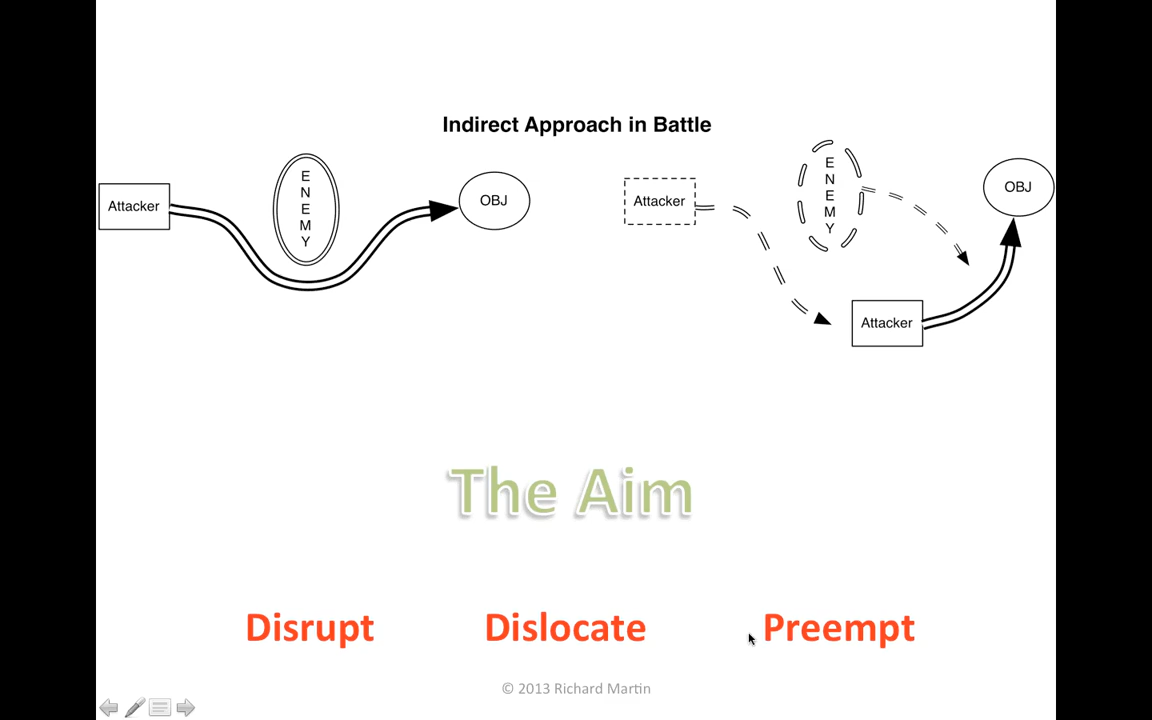 Indirect Approach in Battle
Attacker
E
N
E
M
Y
OBJ
Attacker
E
N
E
M
Y
OBJ
Attacker
The Aim
Disrupt Dislocate Preempt
© 2013 Richard Martin